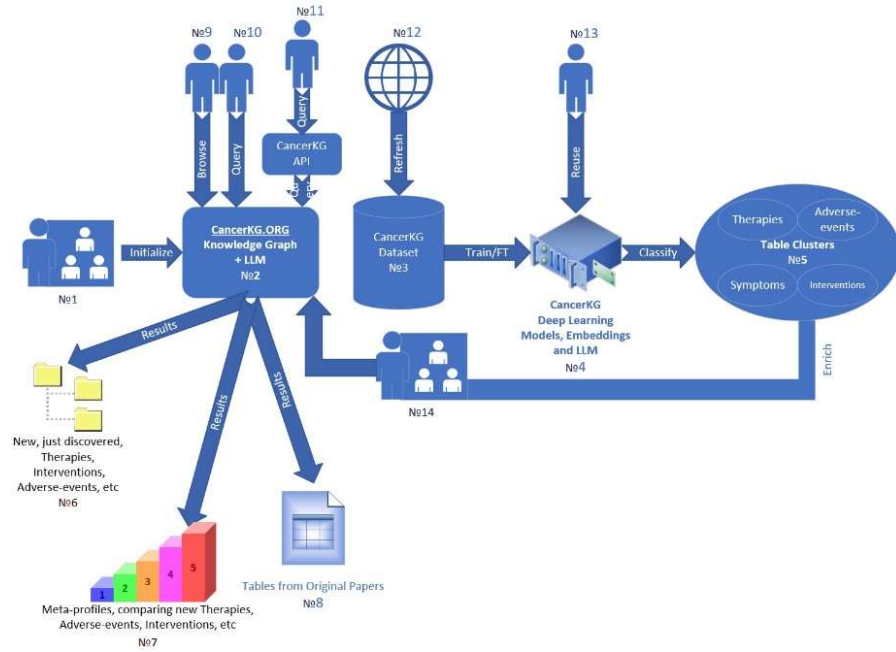 №9
№10
№11
№12
№13
Browse
Query
Query
CancerKG
API
Query
Refresh
Reuse
№1
Initialize
CancerKG.ORG
Knowledge Graph
+ LLM
№2
CancerKG
Dataset
№3
Train/FT
CancerKG
Deep Learning
Models, Embeddings
and LLM
№4
Classify
Therapies
Adverse-
events
Table Clusters
№5
Symptoms
Interventions
Enrich
№14
Results
Results
Results
New, just discovered,
Therapies,
Interventions,
Adverse-events, etc
№6
1
2
3
4
5
Meta-profiles, comparing new Therapies,
Adverse-events, Interventions, etc
№7
Tables from Original Papers
№8